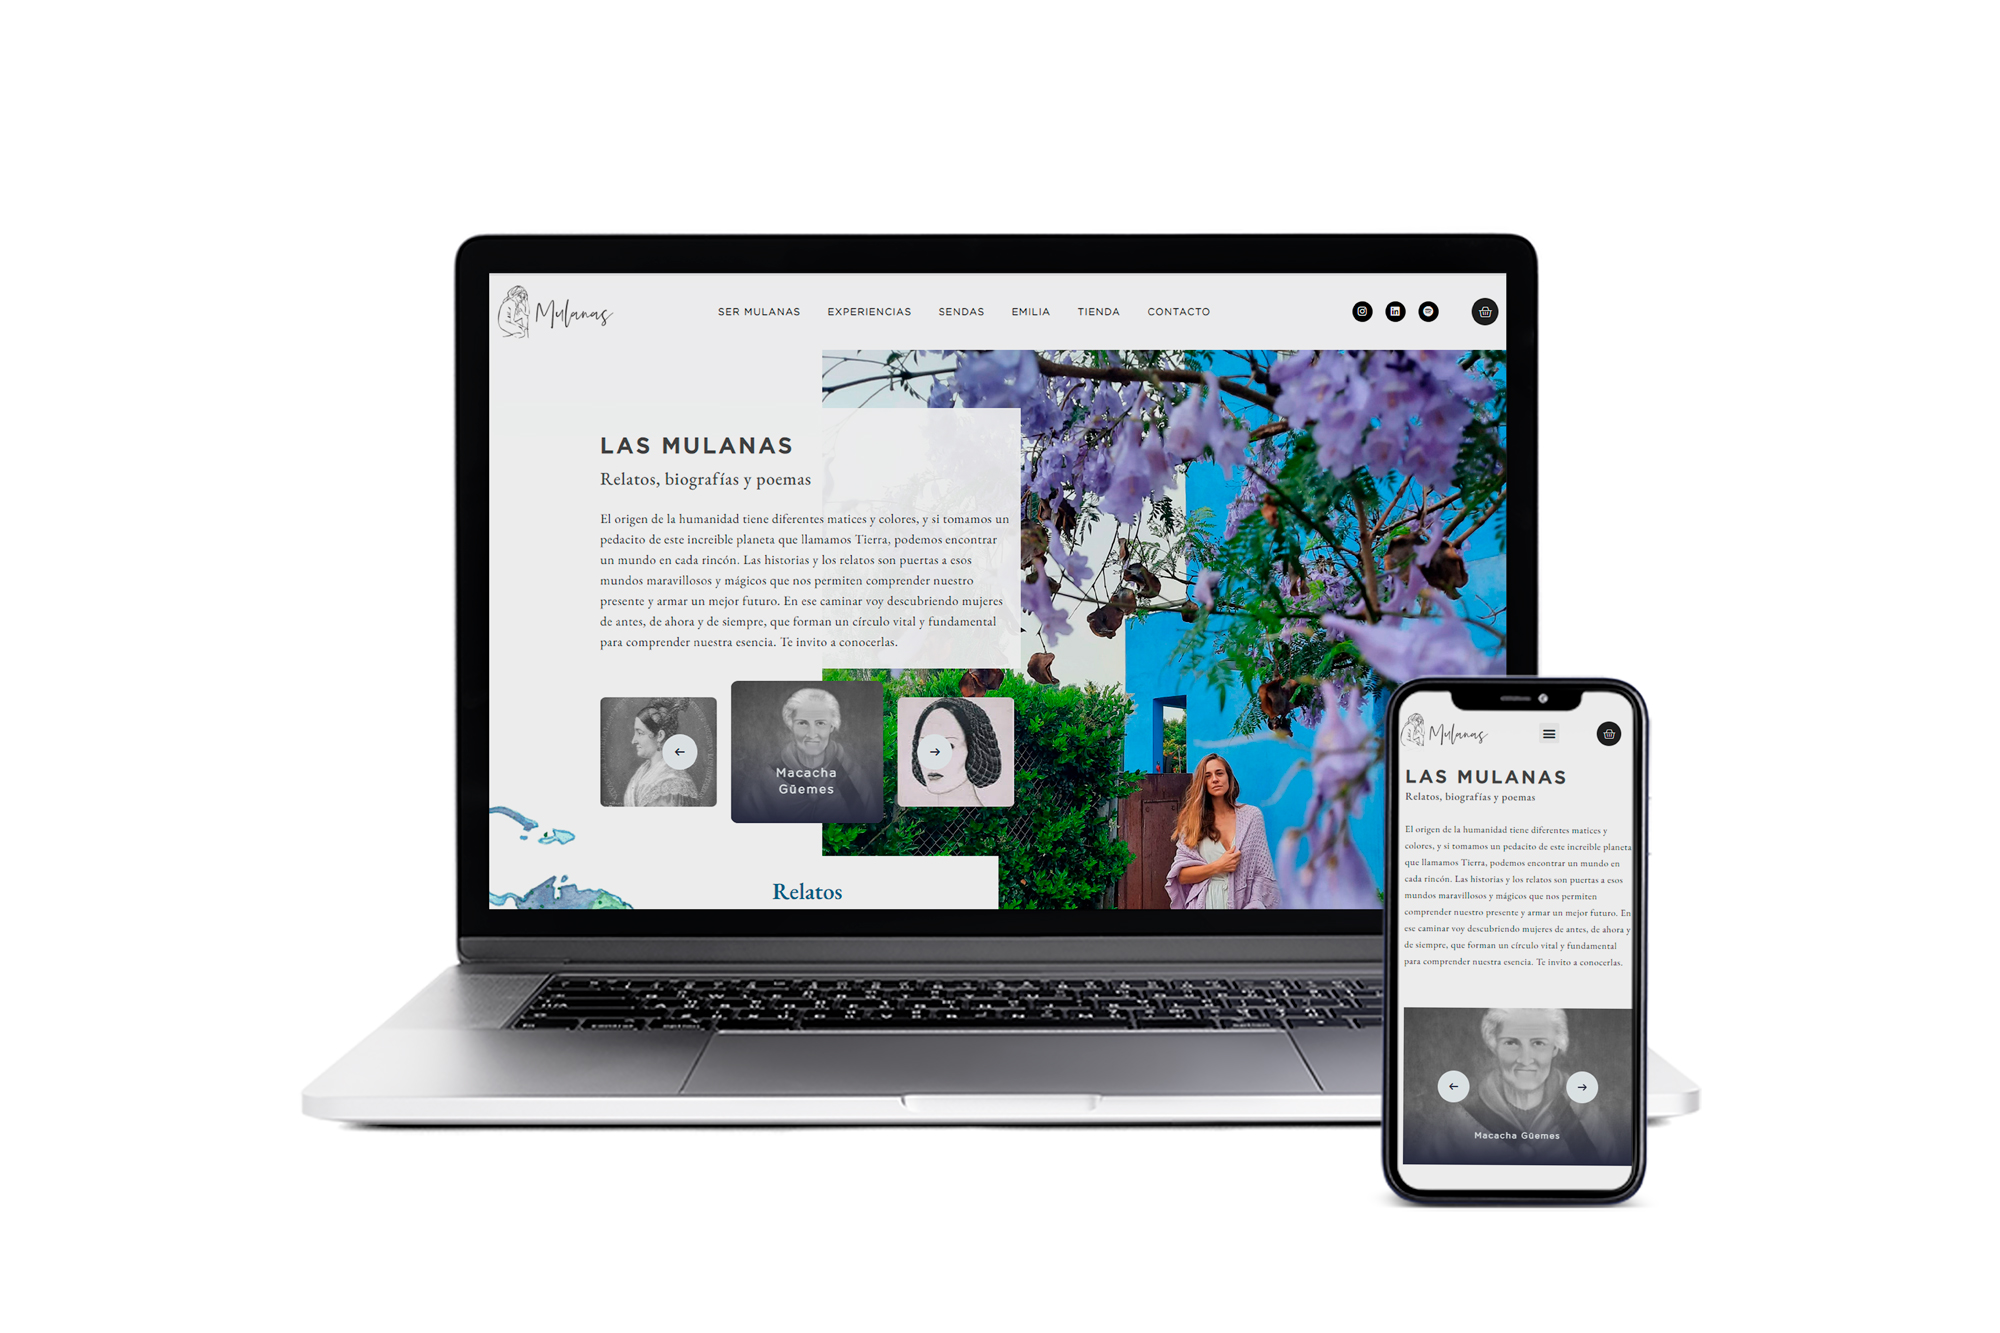 Mulanas
SER MULANAS EXPERIENCIAS SENDAS EMILIA TIENDA CONTACTO
LAS MULANAS
Relatos, biografías y poemas
El origen de la humanidad tiene diferentes matices y colores, y si tomamos un
pedacito de este increíble planeta que llamamos Tierra, podemos encontrar
un mundo en cada rincón. Las historias y los relatos son puertas a esos
mundos maravillosos y mágicos que nos permiten comprender nuestro
presente y armar un mejor futuro. En ese caminar voy descubriendo mujeres
de antes, de ahora y de siempre, que forman un círculo vital y fundamental
para comprender nuestra esencia. Te invito a conocerlas.
Macacha
Güemes
Relatos
Mulanas
LAS MULANAS
Relatos, biografías y poemas
El origen de la humanidad tiene diferentes matices y
colores, y si tomamos un pedacito de este increíble planeta
que llamamos Tierra, podemos encontrar un mundo en
cada rincón. Las historias y los relatos son puertas a esos
mundos maravillosos y mágicos que nos permiten
comprender nuestro presente y armar un mejor futuro. En
ese caminar voy descubriendo mujeres de antes, de ahora y
de siempre, que forman un círculo vital y fundamental
para comprender nuestra esencia. Te invito a conocerlas.
Macacha Güemes